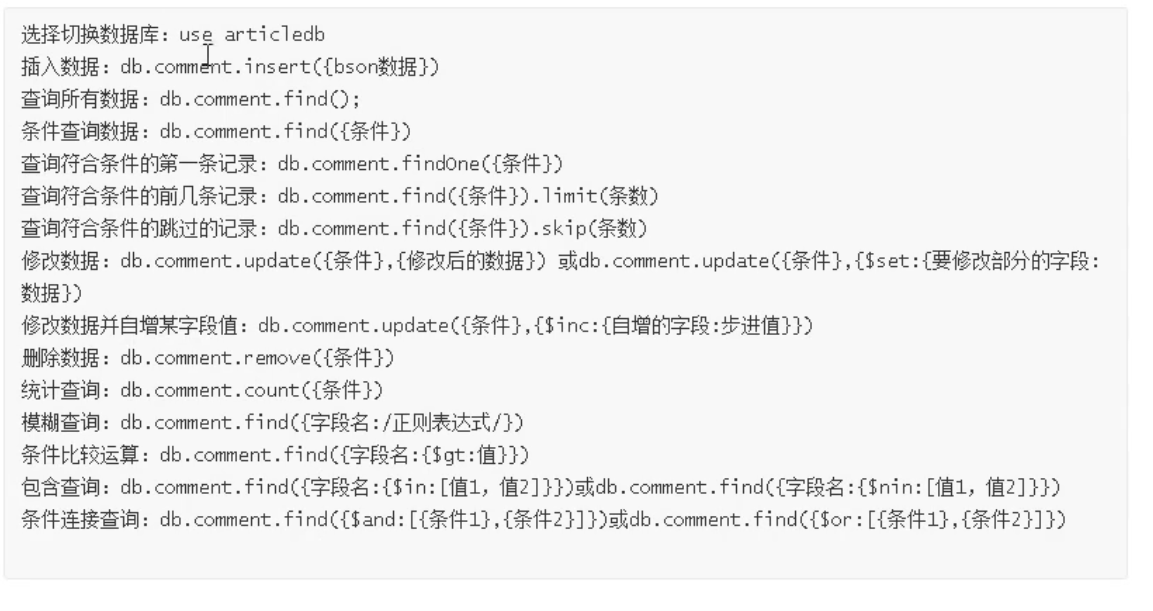 选择切换数据库：use articledb
插入数据：db.comment.insert({bson数据})
查询所有数据：db.comment.find();
条件查询数据：db.comment.find({条件})
查询符合条件的第一条记录：db.comment.findOne({条件})
查询符合条件的前几条记录：db.comment.find({条件}).limit(条数)
查询符合条件的跳过的记录：db.comment.find({条件}).skip(条数)
修改数据：db.comment.update({条件},{修改后的数据}) 或db.comment.update({条件},{$set:{要修改部分的字段:
数据})
修改数据并自增某字段值：db.comment.update({条件},{$inc:{自增的字段:步进值}})
删除数据：db.comment.remove({条件})
统计查询：db.comment.count({条件})
模糊查询：db.comment.find({字段名:/正则表达式/})
条件比较运算：db.comment.find({字段名:{$gt:值}})
包含查询：db.comment.find({字段名:{$in:[值1，值2]}})或db.comment.find({字段名:{$nin:[值1，值2]}})
条件连接查询：db.comment.find({$and:[{条件1},{条件2}]})或db.comment.find({$or:[{条件1},{条件2}]})